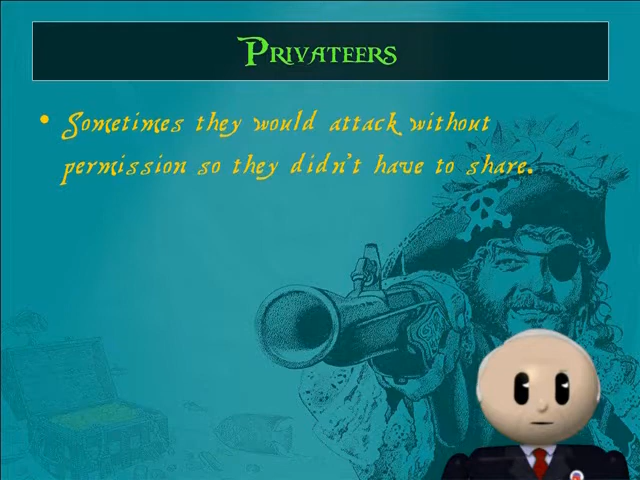 Privateers
• Sometimes they would attack without
permission so they didn't have to share.